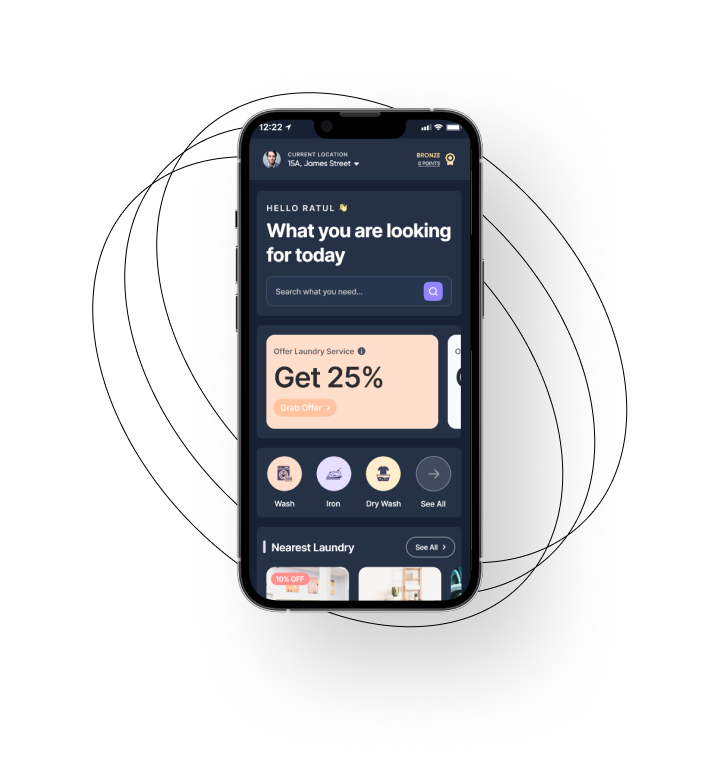 12:22
CURRENT LOCATION
15A, James Street
BRONZE
0 POINTS
HELLO RATUL 👋
What you are looking
for today
Search what you need...
Offer Laundry Service
Get 25%
Grab Offer
Wash
Iron
Dry Wash
See All
Nearest Laundry
See All
10% OFF